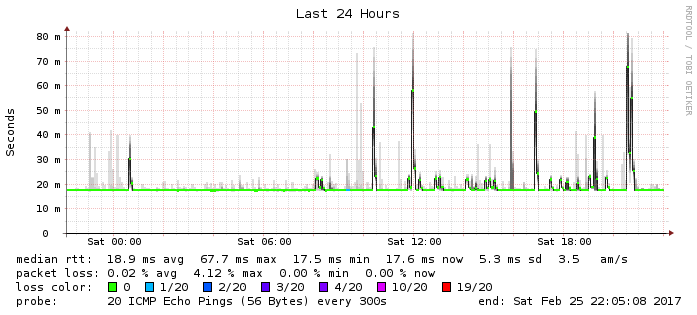 Last 24 Hours
RRDTOOL / TOBI OETIKER
Seconds
80 m
70 m
60 m
50 m
40 m
30 m
20 m
10 m
0
Sat 00:00 Sat 06:00 Sat 12:00 Sat 18:00
median rtt: 18.9 ms avg 67.7 ms max 17.5 ms min 17.6 ms now 5.3 ms sd 3.5 am/s
packet loss: 0.02 % avg 4.12 % max 0.00 % min 0.00 % now
loss color: 0 1/20 2/20 3/20 4/20 10/20 19/20
probe: 20 ICMP Echo Pings (56 Bytes) every 300s end: Sat Feb 25 22:05:08 2017